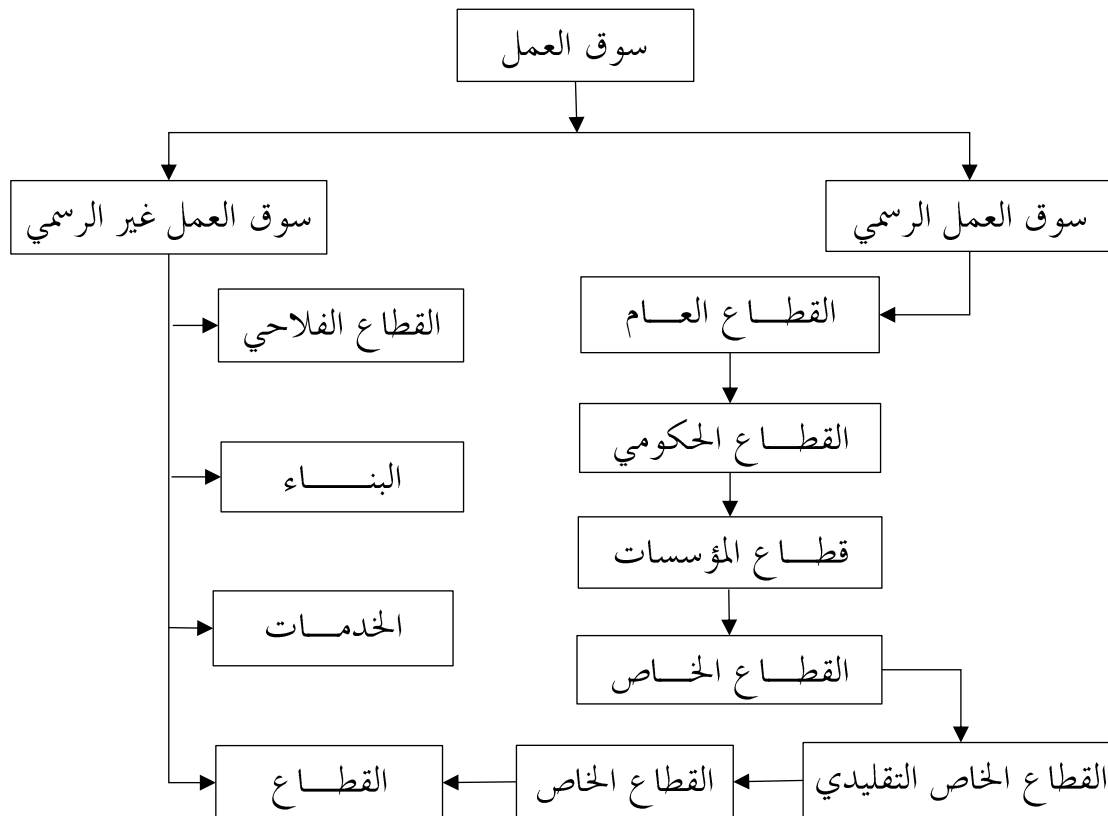 سوق العمل
سوق العمل الرسمي
سوق العمل غير الرسمي
القطـــاع العـــام
القطاع الفلاحي
القطـــاع الحكومي
البنـــــاء
قطـــاع المؤسسات
الخدمـــات
القطـــاع الخـــاص
القطاع الخاص التقليدي
القطاع الخاص
القطـــاع